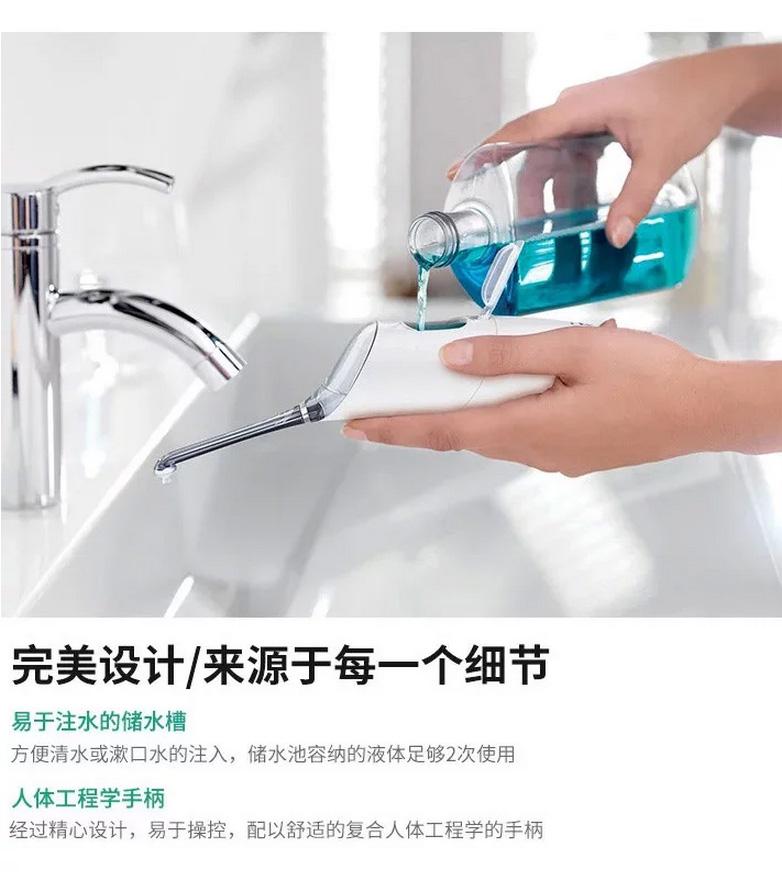 完美设计/来源于每一个细节
易于注水的储水槽
方便清水或漱口水的注入，储水池容纳的液体足够2次使用
人体工程学手柄
经过精心设计，易于操控，配以舒适的复合人体工程学的手柄